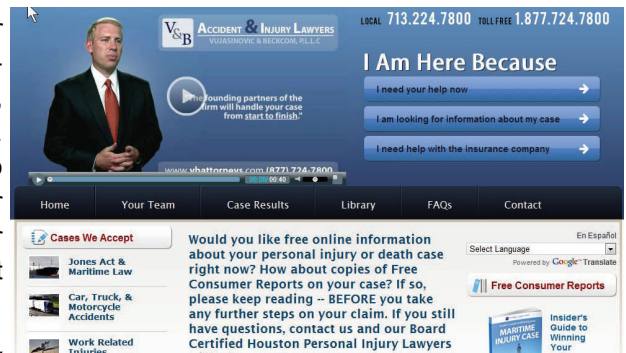 LOCAL 713.224.7800 TOLL FREE 1.877.724.7800
V&B ACCIDENT & INJURY LAWYERS
VUJASINOVIC & BECKCOM, P.L.L.C
"The founding partners of the
firm will handle your case
from start to finish."
www.vbattorneys.com (877) 724-7800
00:00/00:40
I Am Here Because
I need your help now
I am looking for information about my case
I need help with the insurance company
Home Your Team Case Results Library FAQs Contact
Cases We Accept
Jones Act &
Maritime Law
Car, Truck, &
Motorcycle
Accidents
Work Related
Injuries
Would you like free online information
about your personal injury or death case
right now? How about copies of Free
Consumer Reports on your case? If so,
please keep reading -- BEFORE you take
any further steps on your claim. If you still
have questions, contact us and our Board
Certified Houston Personal Injury Lawyers
En Español
Select Language
Powered by Google Translate
Free Consumer Reports
MARITIME
INJURY CASE
Insider's
Guide to
Winning
Your